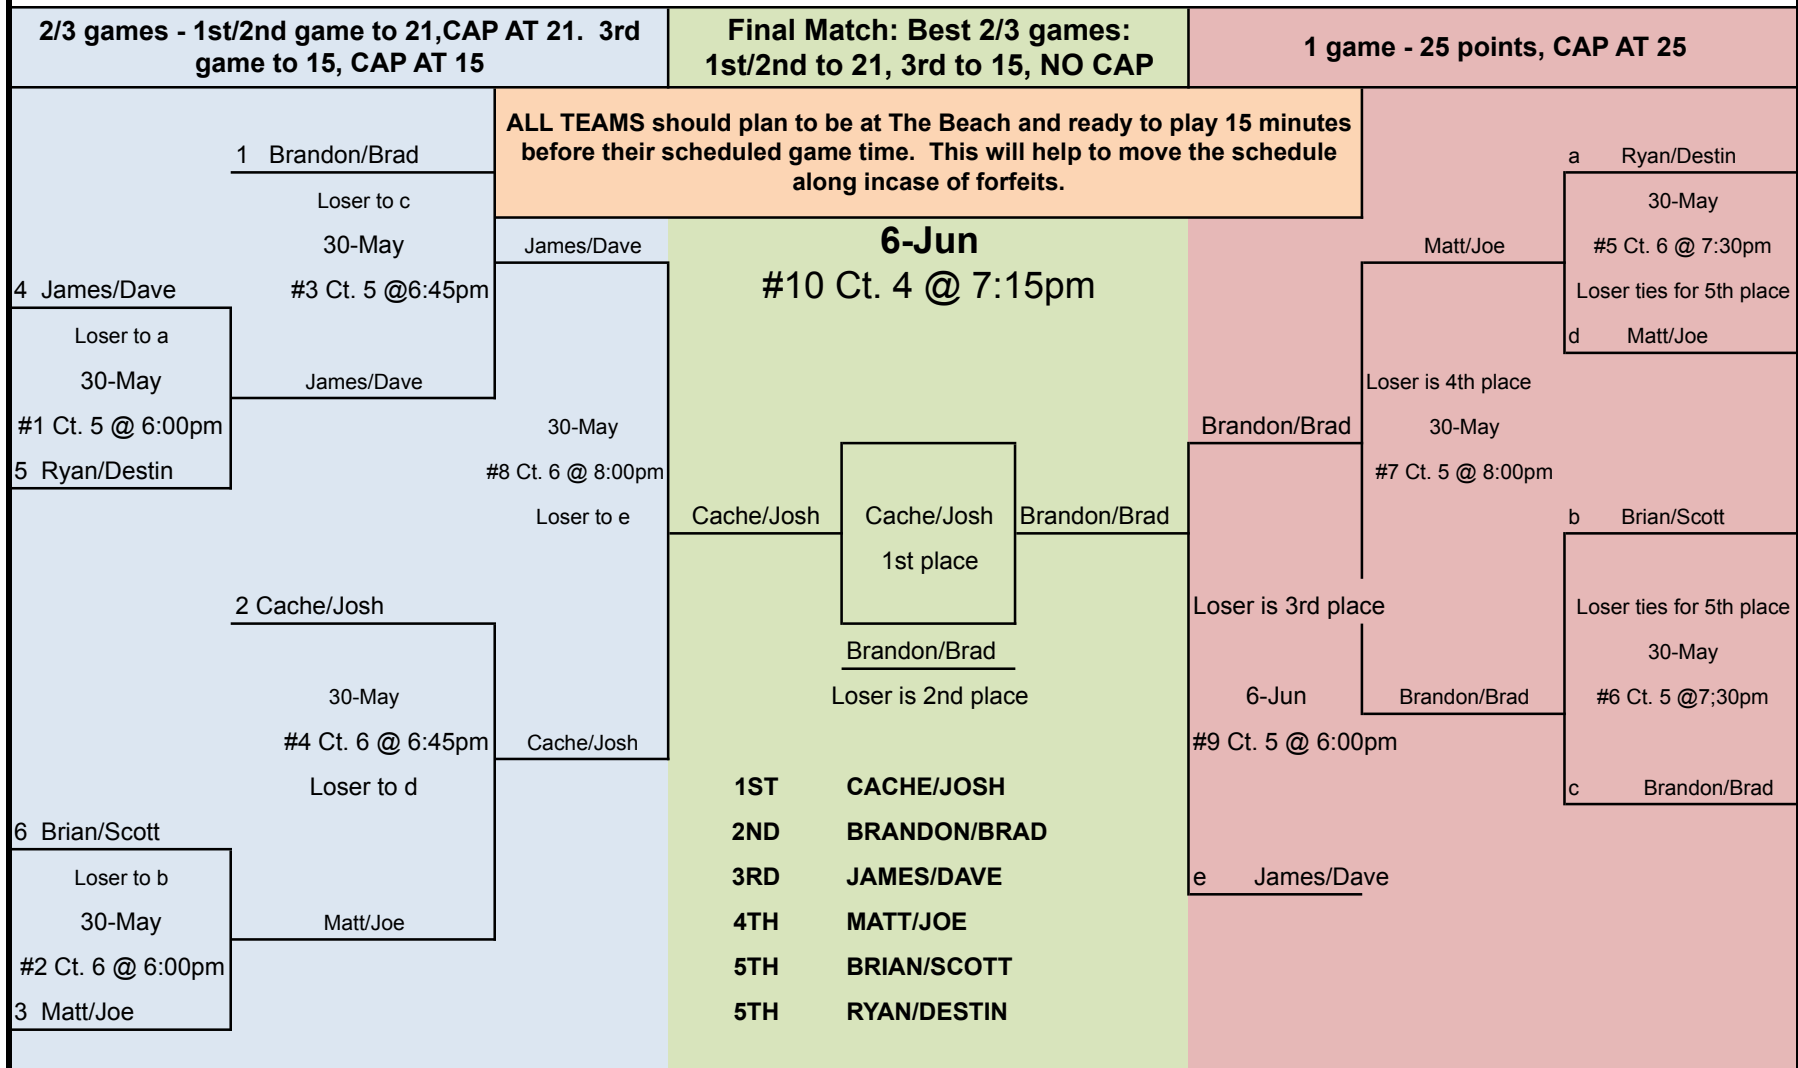 2/3 games - 1st/2nd game to 21,CAP AT 21.  3rd
game to 15, CAP AT 15
Final Match: Best 2/3 games:
1st/2nd to 21, 3rd to 15, NO CAP
1 game - 25 points, CAP AT 25
ALL TEAMS should plan to be at The Beach and ready to play 15 minutes
before their scheduled game time.  This will help to move the schedule
along incase of forfeits.
1 Brandon/Brad
Loser to c
30-May
#3 Ct. 5 @6:45pm
James/Dave
4 James/Dave
Loser to a
30-May
#1 Ct. 5 @ 6:00pm
5 Ryan/Destin
James/Dave
30-May
#8 Ct. 6 @ 8:00pm
Loser to e
2 Cache/Josh
30-May
#4 Ct. 6 @ 6:45pm
Loser to d
Cache/Josh
6 Brian/Scott
Loser to b
30-May
#2 Ct. 6 @ 6:00pm
3 Matt/Joe
Matt/Joe
6-Jun
#10 Ct. 4 @ 7:15pm
Cache/Josh
Cache/Josh
1st place
Brandon/Brad
Brandon/Brad
Loser is 2nd place
1ST CACHE/JOSH
2ND BRANDON/BRAD
3RD JAMES/DAVE
4TH MATT/JOE
5TH BRIAN/SCOTT
5TH RYAN/DESTIN
a Ryan/Destin
30-May
#5 Ct. 6 @ 7:30pm
Loser ties for 5th place
d Matt/Joe
Matt/Joe
Loser is 4th place
30-May
#7 Ct. 5 @ 8:00pm
Brandon/Brad
b Brian/Scott
Loser ties for 5th place
30-May
#6 Ct. 5 @7;30pm
c Brandon/Brad
Brandon/Brad
Loser is 3rd place
6-Jun
#9 Ct. 5 @ 6:00pm
e James/Dave